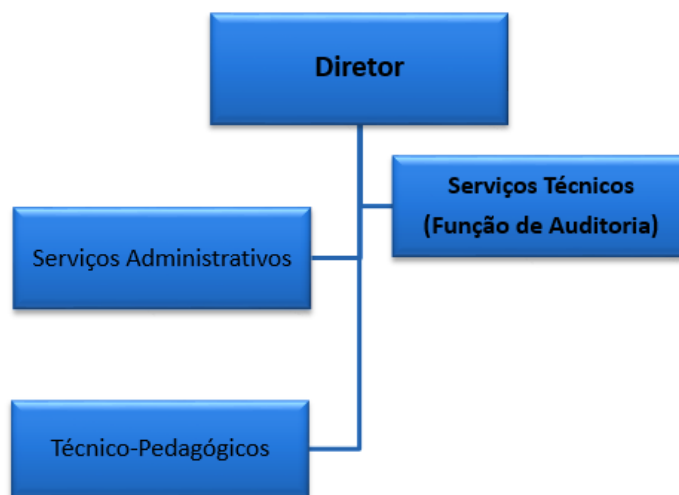 Diretor
Serviços Técnicos
(Função de Auditoria)
Serviços Administrativos
Técnico-Pedagógicos